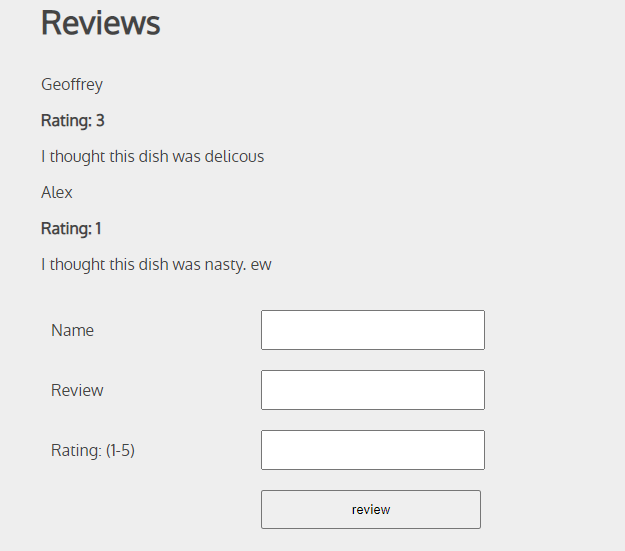 Reviews
Geoffrey
Rating: 3
I thought this dish was delicous
Alex
Rating: 1
I thought this dish was nasty. ew
Name
Review
Rating: (1-5)
review